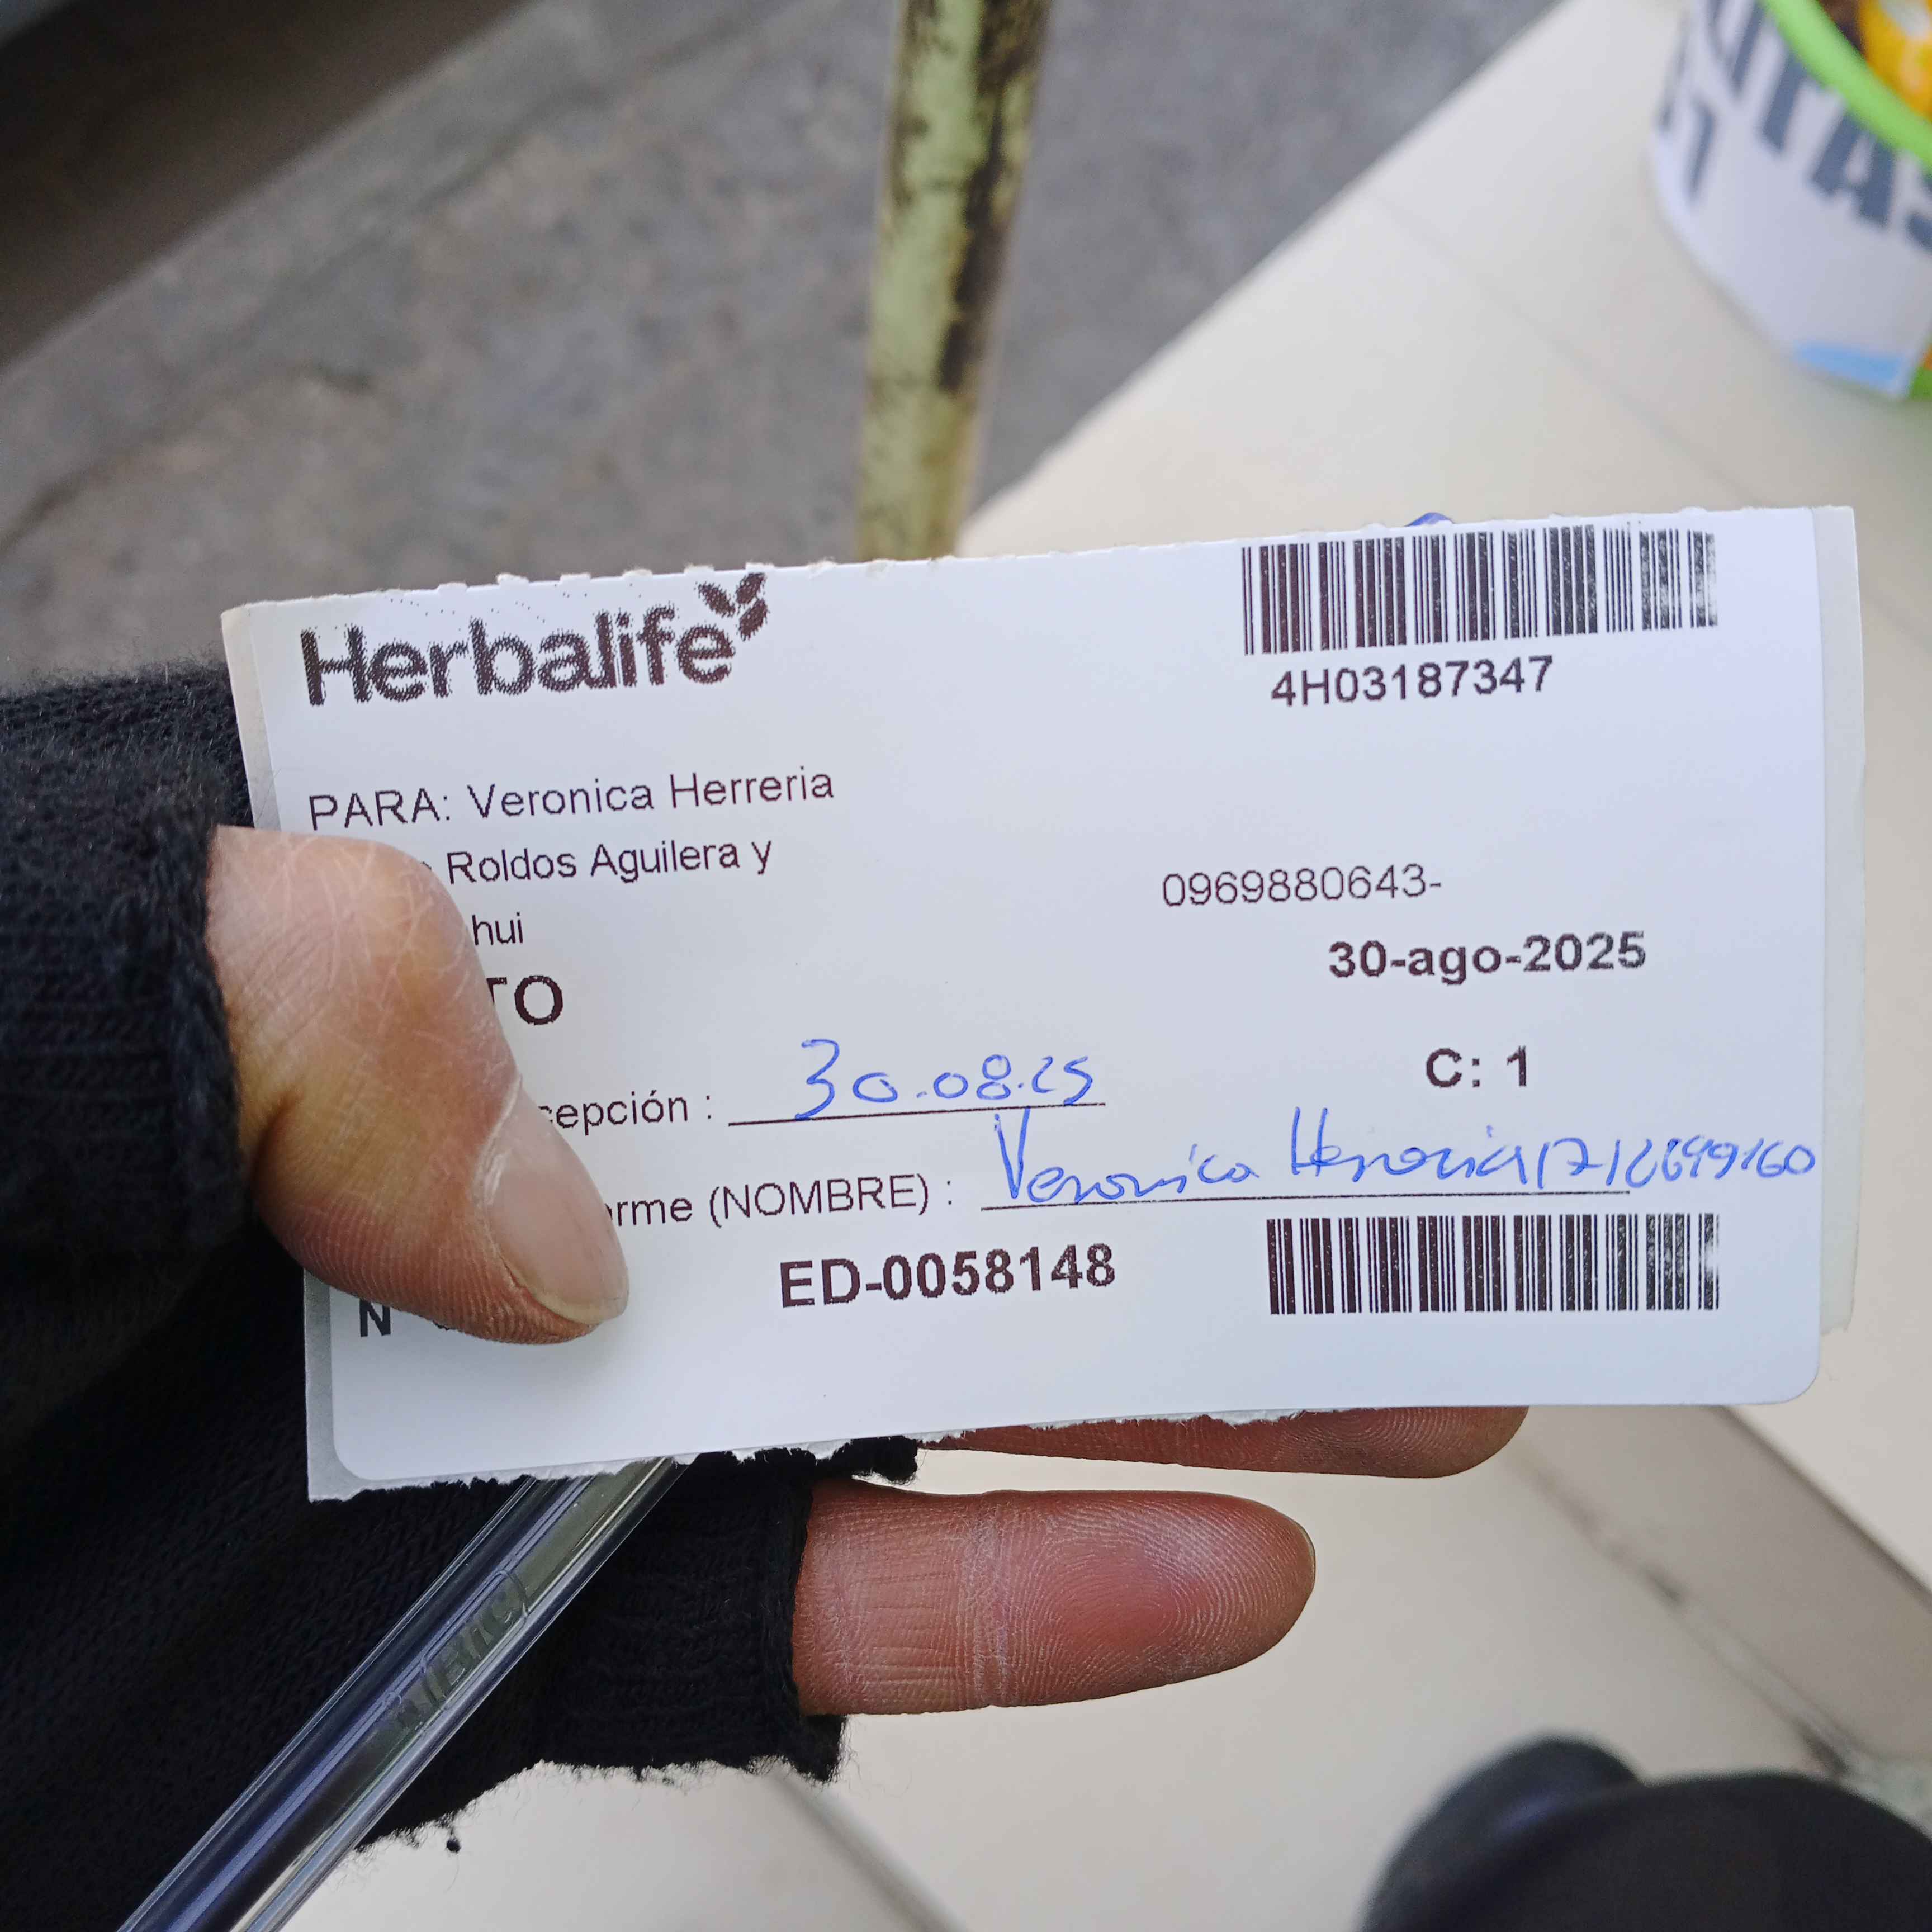 Herbalife
4H03187347
PARA: Veronica Herreria
Roldos Aguilera y
0969880643-
hui
30-ago-2025
TO
C: 1
cepción : 30.08.25
rme (NOMBRE) : Veronica Herreria
ED-0058148
N